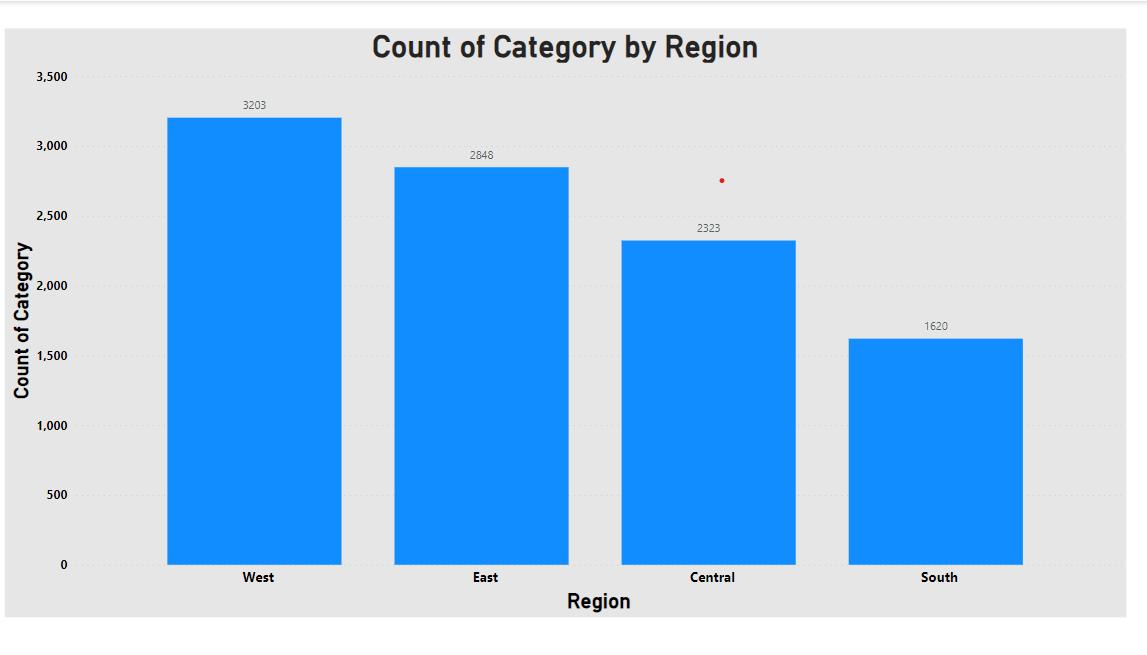 Count of Category by Region
3,500
3,000
2,500
2,000
1,500
1,000
500
0
Count of Category
3203
2848
2323
1620
West
East
Central
South
Region